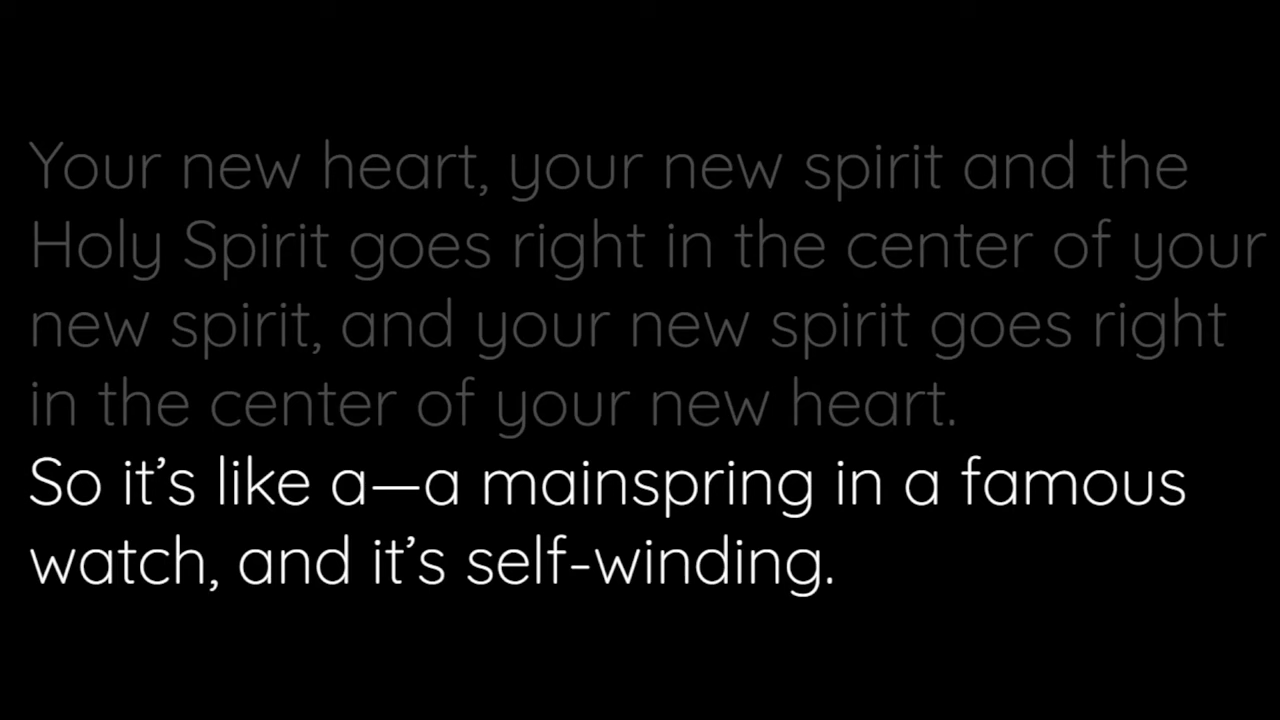 Your new heart, your new spirit and the
Holy Spirit goes right in the center of your
new spirit, and your new spirit goes right
in the center of your new heart.
So it’s like a—a mainspring in a famous
watch, and it’s self-winding.